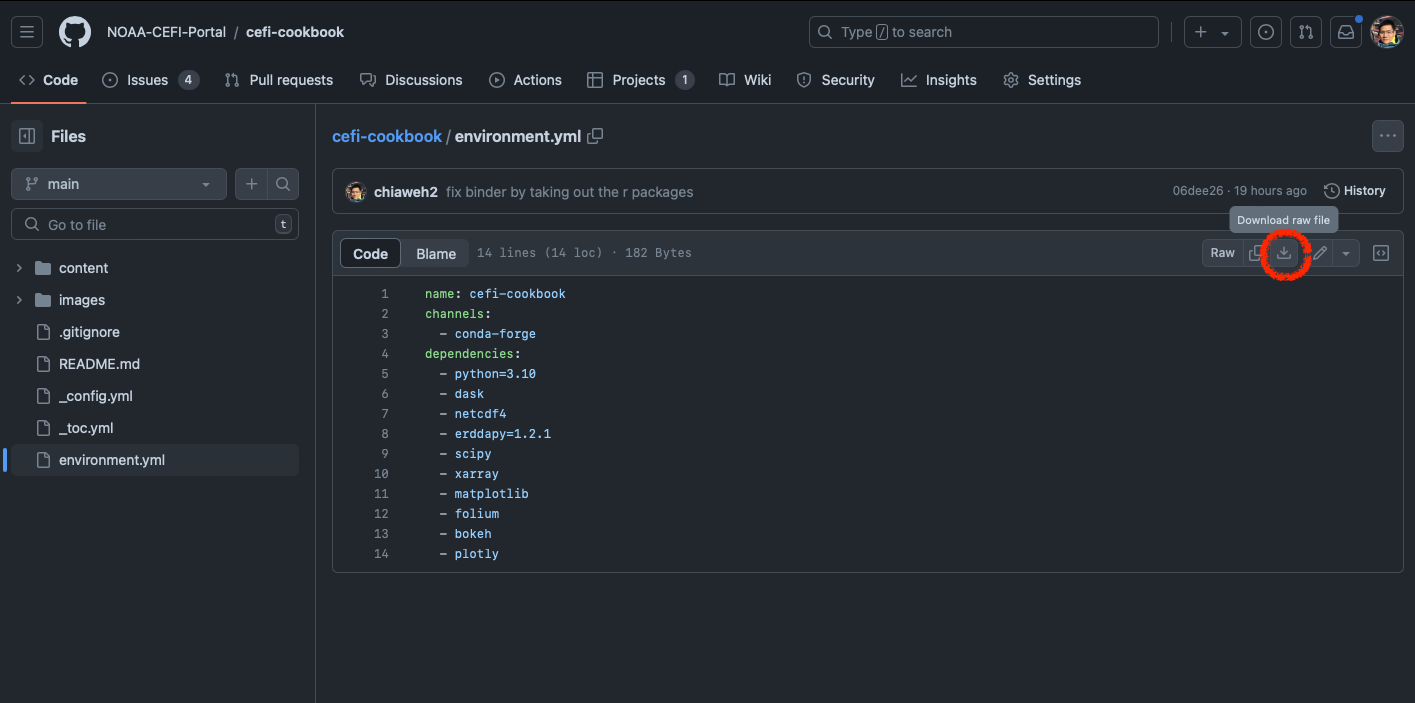 NOAA-CEFI-Portal / cefi-cookbook
Type / to search
Code
Issues 4
Pull requests
Discussions
Actions
Projects 1
Wiki
Security
Insights
Settings
Files
main
Go to file
t
content
images
.gitignore
README.md
_config.yml
_toc.yml
environment.yml
cefi-cookbook / environment.yml
chiaweh2 fix binder by taking out the r packages
06dee26 · 19 hours ago
History
Download raw file
Code
Blame
14 lines (14 loc) · 182 Bytes
Raw
1 name: cefi-cookbook
2 channels:
3 - conda-forge
4 dependencies:
5 - python=3.10
6 - dask
7 - netcdf4
8 - erddapy=1.2.1
9 - scipy
10 - xarray
11 - matplotlib
12 - folium
13 - bokeh
14 - plotly